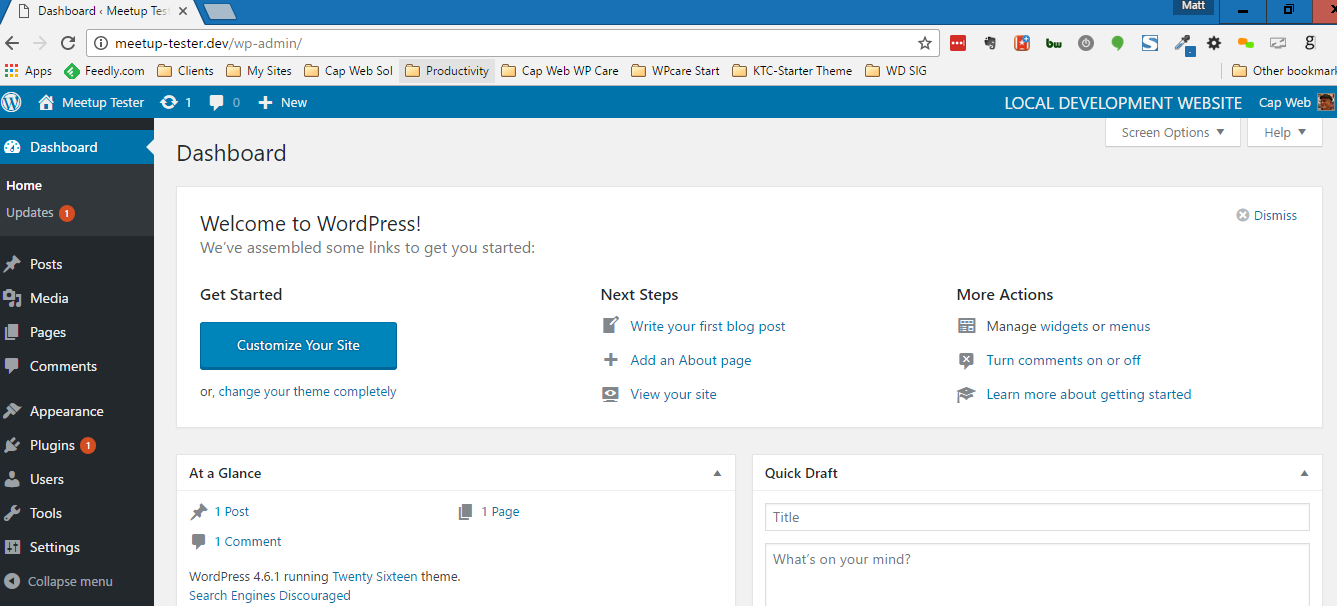 Matt
Dashboard ‹ Meetup Tes
meetup-tester.dev/wp-admin/
Apps Feedly.com Clients My Sites Cap Web Sol Productivity Cap Web WP Care WPcare Start KTC-Starter Theme WD SIG Other bookmark
Meetup Tester 1 0 New LOCAL DEVELOPMENT WEBSITE Cap Web
Screen Options Help
Dashboard
Home
Updates 1
Posts
Media
Pages
Comments
Appearance
Plugins 1
Users
Tools
Settings
Collapse menu
Dashboard
Welcome to WordPress!
We've assembled some links to get you started:
Dismiss
Get Started
Customize Your Site
or, change your theme completely
Next Steps
Write your first blog post
Add an About page
View your site
More Actions
Manage widgets or menus
Turn comments on or off
Learn more about getting started
At a Glance
1 Post 1 Page
1 Comment
WordPress 4.6.1 running Twenty Sixteen theme.
Search Engines Discouraged
Quick Draft
Title
What's on your mind?